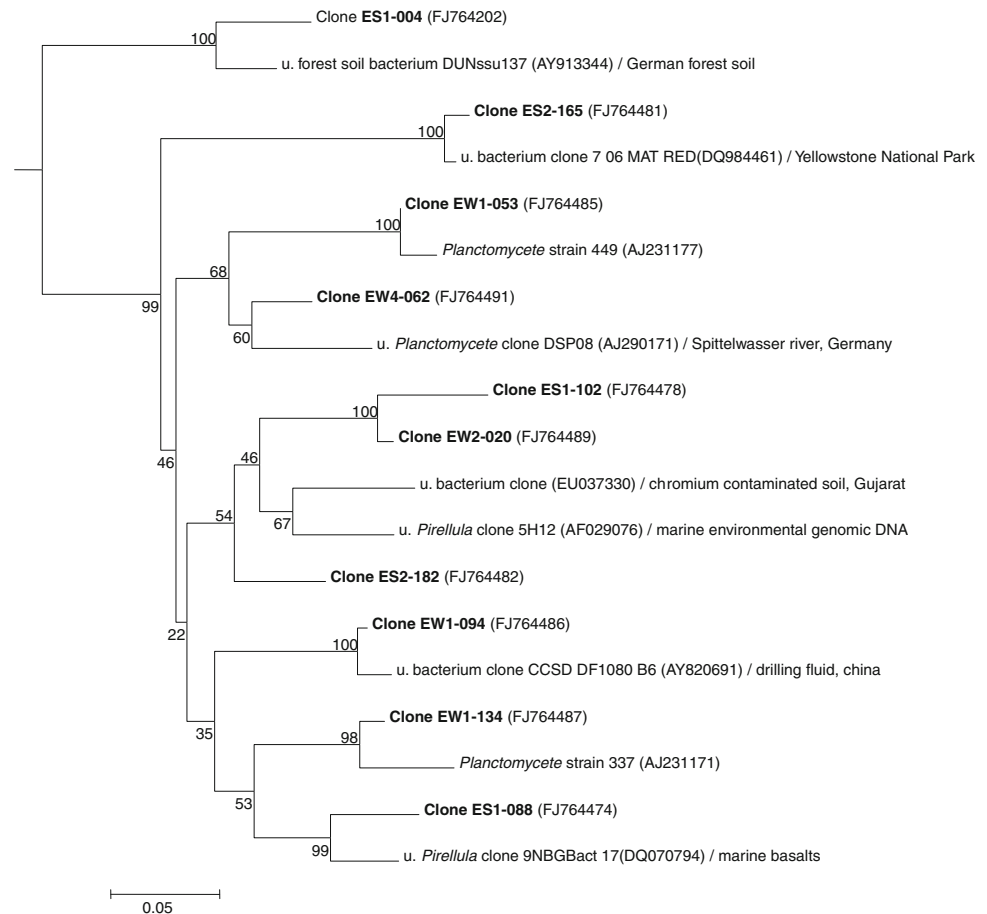 Clone ES1-004 (FJ764202)
100
u. forest soil bacterium DUNssu137 (AY913344) / German forest soil
Clone ES2-165 (FJ764481)
100
u. bacterium clone 7 06 MAT RED(DQ984461) / Yellowstone National Park
Clone EW1-053 (FJ764485)
100
Planctomycete strain 449 (AJ231177)
68
Clone EW4-062 (FJ764491)
99
60
u. Planctomycete clone DSP08 (AJ290171) / Spittelwasser river, Germany
Clone ES1-102 (FJ764478)
100
Clone EW2-020 (FJ764489)
46
46
u. bacterium clone (EU037330) / chromium contaminated soil, Gujarat
54
67
u. Pirellula clone 5H12 (AF029076) / marine environmental genomic DNA
Clone ES2-182 (FJ764482)
Clone EW1-094 (FJ764486)
22
100
u. bacterium clone CCSD DF1080 B6 (AY820691) / drilling fluid, china
Clone EW1-134 (FJ764487)
35
98
Planctomycete strain 337 (AJ231171)
53
Clone ES1-088 (FJ764474)
99
u. Pirellula clone 9NBGBact 17(DQ070794) / marine basalts
0.05